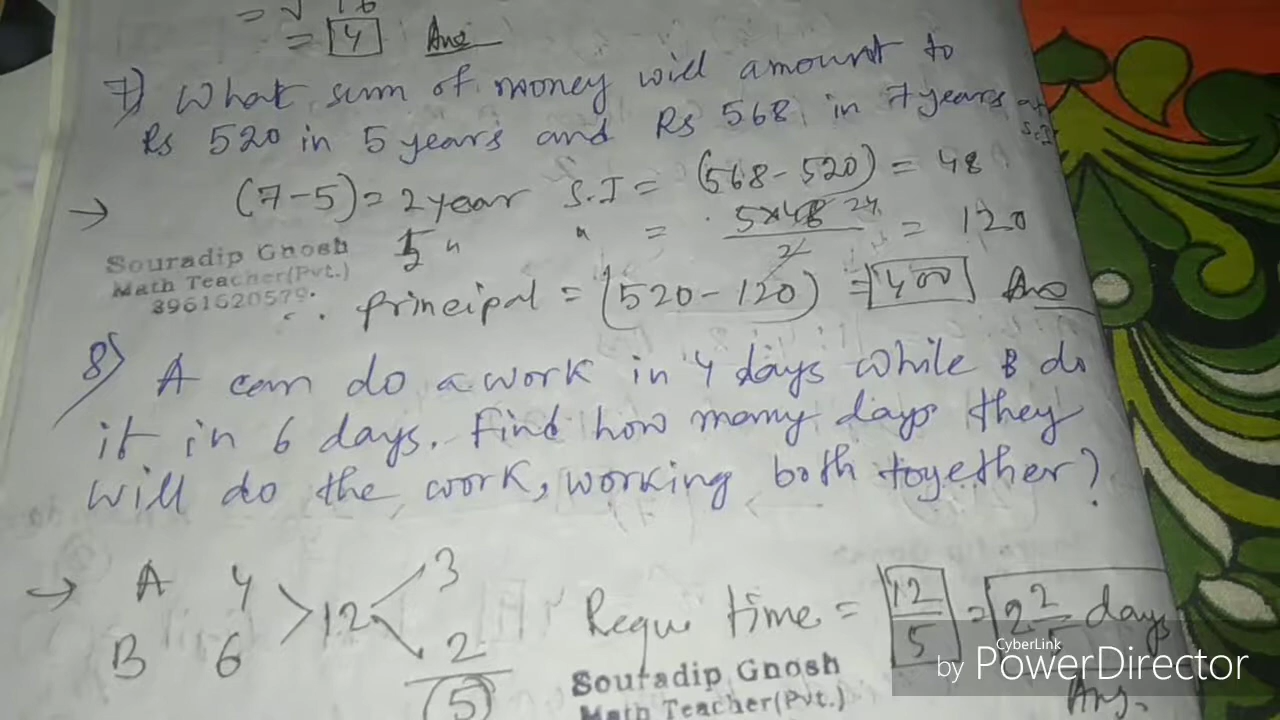 = √16
= 4 Ans
7) What sum of money will amount to
Rs 520 in 5 years and Rs 568 in 7 years at
S.I
→ (7-5)= 2 year S.I = (568-520) = 48
5 " " = 5×48 24 / 2 = 120
Souradip Ghosh
Math Teacher(Pvt.)
8961620579
∴ Principal = (520-120) = 400 Ans
8) A can do a work in 4 days while B do
it in 6 days. Find how many days they
will do the work, working both together?
→ A 4 > 12 < 3
B 6 2
5
Requ time = 12/5 = 2 2/5 days
Ans.
Souradip Ghosh
Math Teacher(Pvt.)
CyberLink
by PowerDirector